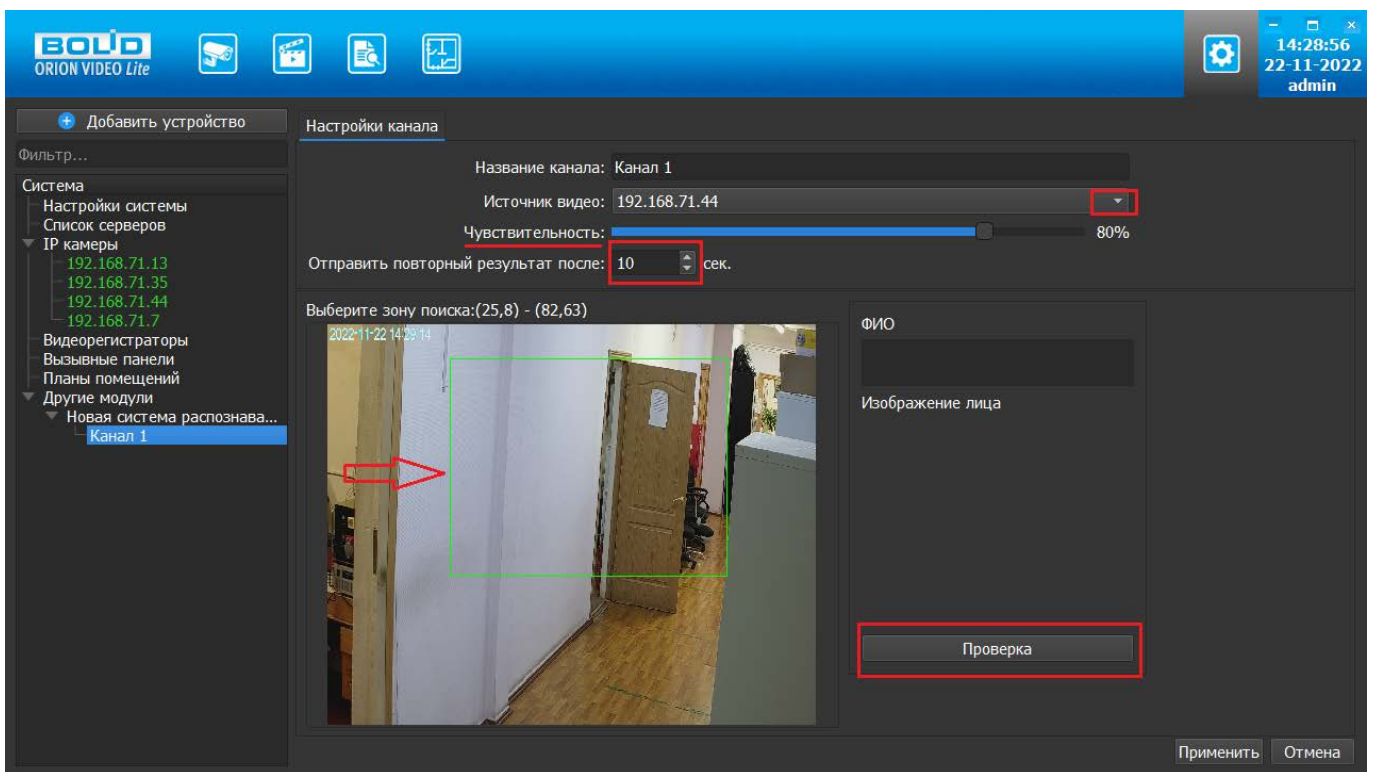 BOLID
ORION VIDEO Lite
14:28:56
22-11-2022
admin
Добавить устройство
Фильтр...
Система
Настройки системы
Список серверов
IP камеры
192.168.71.13
192.168.71.35
192.168.71.44
192.168.71.7
Видеорегистраторы
Вызывные панели
Планы помещений
Другие модули
Новая система распознава...
Канал 1
Настройки канала
Название канала: Канал 1
Источник видео: 192.168.71.44
Чувствительность: 80%
Отправить повторный результат после: 10 сек.
Выберите зону поиска:(25,8) - (82,63)
2022-11-22 14:29:14
ФИО
Изображение лица
Проверка
Применить Отмена